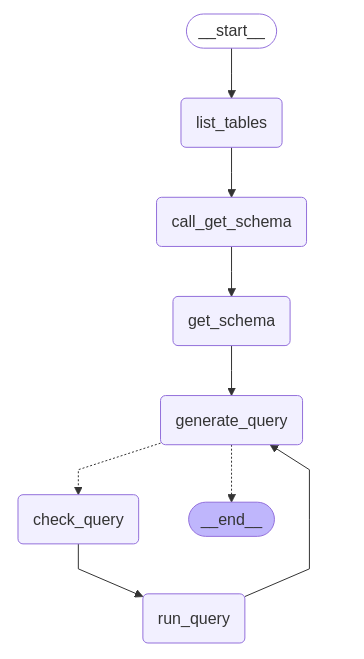 __start__
list_tables
call_get_schema
get_schema
generate_query
check_query
__end__
run_query